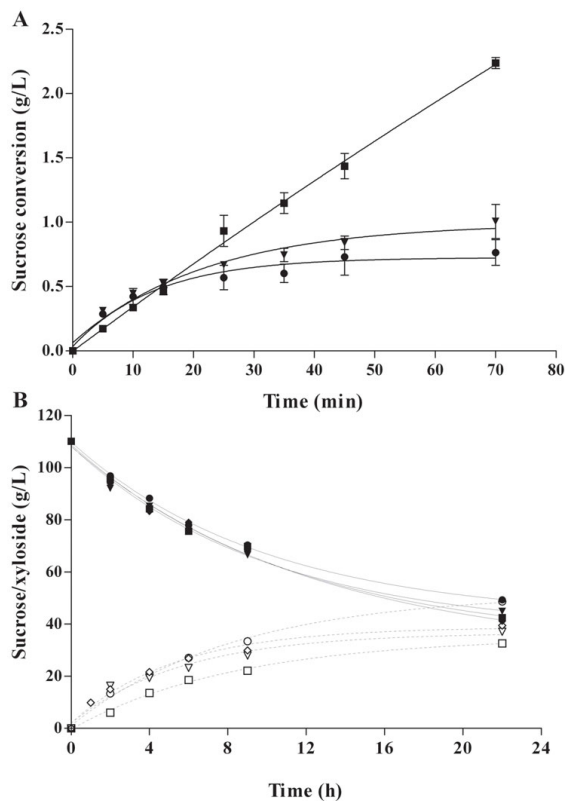 A
Sucrose conversion (g/L)
2.5
2.0
1.5
1.0
0.5
0.0
0 10 20 30 40 50 60 70 80
Time (min)
B
Sucrose/xyloside (g/L)
120
100
80
60
40
20
0
0 4 8 12 16 20 24
Time (h)